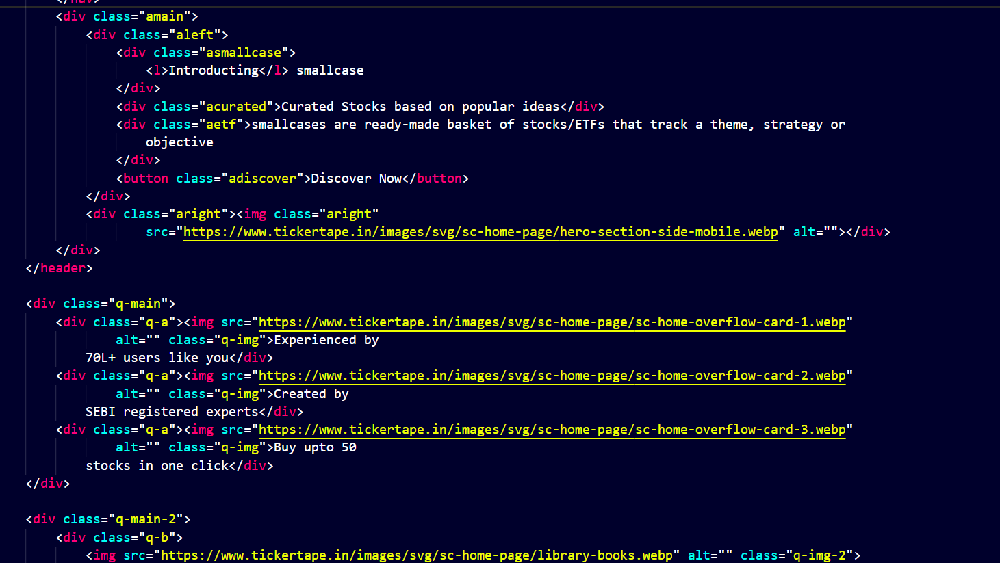 </nav>
<div class="amain">
<div class="aleft">
<div class="asmallcase">
<l>Introducting</l> smallcase
</div>
<div class="acurated">Curated Stocks based on popular ideas</div>
<div class="aetf">smallcases are ready-made basket of stocks/ETFs that track a theme, strategy or
objective
</div>
<button class="adiscover">Discover Now</button>
</div>
<div class="aright"><img class="aright"
src="https://www.tickertape.in/images/svg/sc-home-page/hero-section-side-mobile.webp" alt=""></div>
</div>
</header>
<div class="q-main">
<div class="q-a"><img src="https://www.tickertape.in/images/svg/sc-home-page/sc-home-overflow-card-1.webp"
alt="" class="q-img">Experienced by
70L+ users like you</div>
<div class="q-a"><img src="https://www.tickertape.in/images/svg/sc-home-page/sc-home-overflow-card-2.webp"
alt="" class="q-img">Created by
SEBI registered experts</div>
<div class="q-a"><img src="https://www.tickertape.in/images/svg/sc-home-page/sc-home-overflow-card-3.webp"
alt="" class="q-img">Buy upto 50
stocks in one click</div>
</div>
<div class="q-main-2">
<div class="q-b">
<img src="https://www.tickertape.in/images/svg/sc-home-page/library-books.webp" alt="" class="q-img-2">